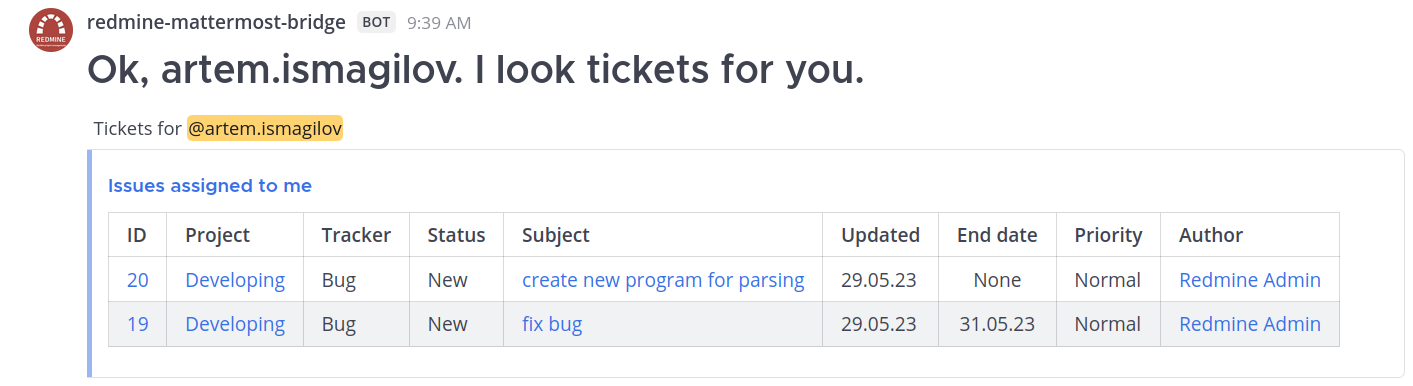 redmine-mattermost-bridge BOT 9:39 AM
REDMINE
Ok, artem.ismagilov. I look tickets for you.
Tickets for @artem.ismagilov
Issues assigned to me
ID Project Tracker Status Subject Updated End date Priority Author
20 Developing Bug New create new program for parsing 29.05.23 None Normal Redmine Admin
19 Developing Bug New fix bug 29.05.23 31.05.23 Normal Redmine Admin